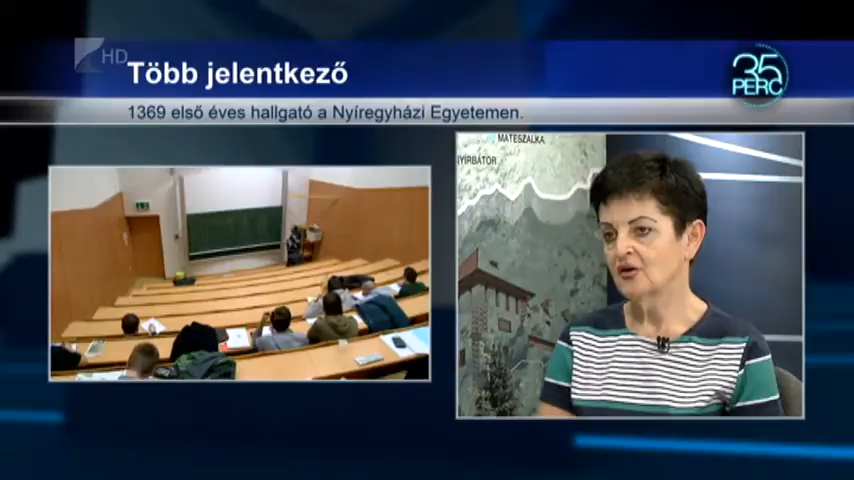 HD
Több jelentkező
35
PERC
1369 első éves hallgató a Nyíregyházi Egyetemen.
MÁTÉSZALKA
NYÍRBÁTOR